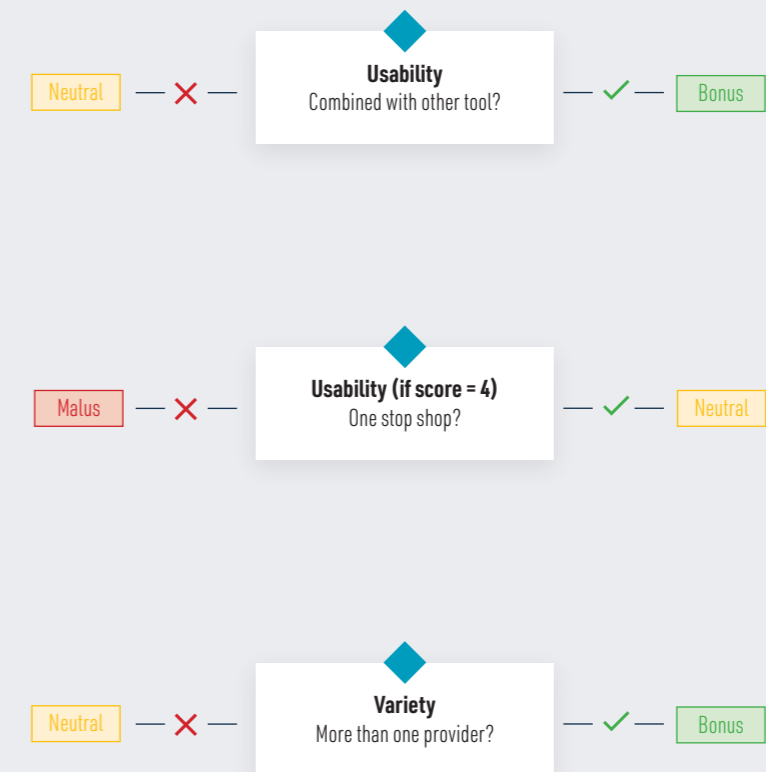 Usability
Neutral
Combined with other tool?
Bonus
Usability (if score = 4)
Malus
One stop shop?
Neutral
Variety
Neutral
More than one provider?
Bonus